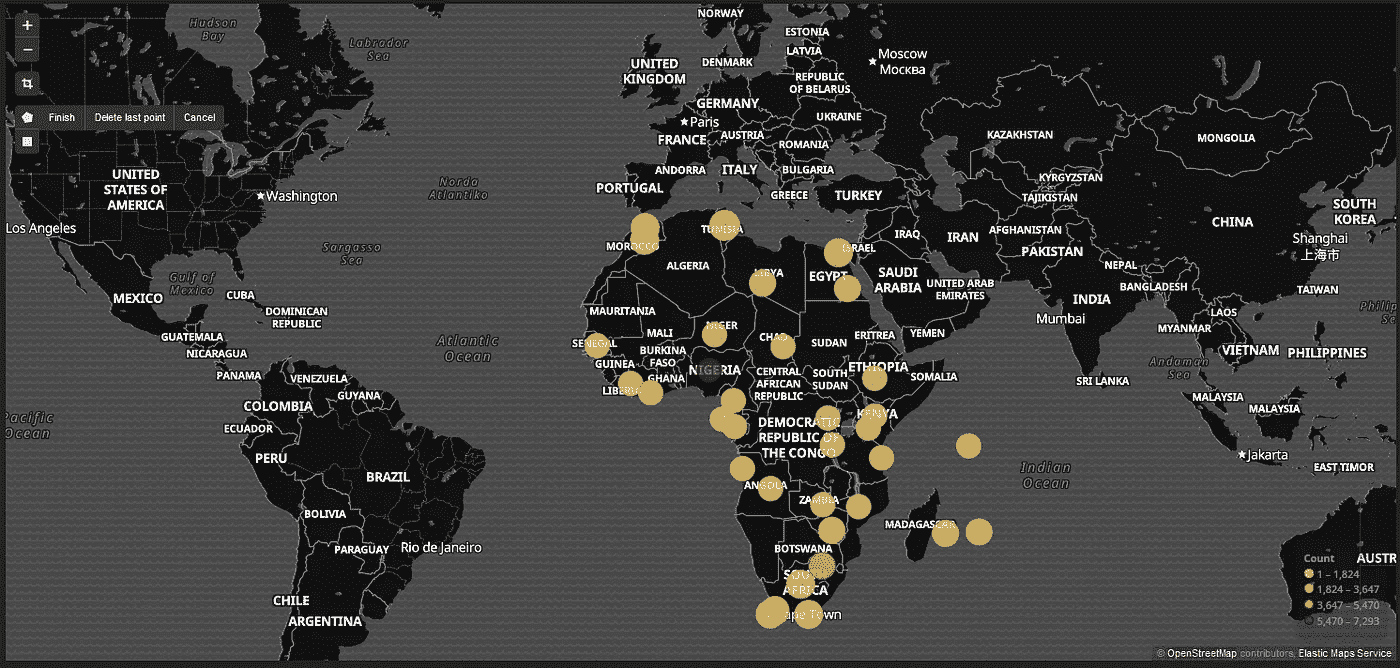 +
−
Finish Delete last point Cancel
Hudson
Bay
Labrador
Sea
NORWAY
ESTONIA
LATVIA
DENMARK
UNITED
KINGDOM
Moscow
Москва
REPUBLIC
OF BELARUS
GERMANY
Paris
UKRAINE
FRANCE
AUSTRIA
ROMANIA
KAZAKHSTAN
MONGOLIA
ANDORRA
ITALY
BULGARIA
PORTUGAL
GREECE
TURKEY
KYRGYZSTAN
TAJIKISTAN
UNITED
STATES OF
AMERICA
Washington
Norda
Atlantiko
Los Angeles
Sargasso
Sea
SOUTH
KOREA
CHINA
Shanghai
上海市
MOROCCO
TUNISIA
ISRAEL
IRAQ
IRAN
AFGHANISTAN
PAKISTAN
NEPAL
ALGERIA
LIBYA
EGYPT
SAUDI
ARABIA
UNITED ARAB
EMIRATES
BANGLADESH
TAIWAN
Gulf of
Mexico
MEXICO
CUBA
DOMINICAN
REPUBLIC
INDIA
Mumbai
LAOS
MYANMAR
MAURITANIA
MALI
NIGER
CHAD
SUDAN
ERITREA
YEMEN
GUATEMALA
NICARAGUA
Atlantic
Ocean
SENEGAL
BURKINA
FASO
GUINEA
GHANA
LIBERIA
NIGERIA
CENTRAL
AFRICAN
REPUBLIC
SOUTH
SUDAN
ETHIOPIA
SOMALIA
Andaman
Sea
VIETNAM
PHILIPPINES
SRI LANKA
MALAYSIA
MALAYSIA
PANAMA
VENEZUELA
GUYANA
COLOMBIA
ECUADOR
Pacific
Ocean
KENYA
DEMOCRATIC
REPUBLIC OF
THE CONGO
PERU
BRAZIL
Indian
Ocean
Jakarta
EAST TIMOR
ANGOLA
ZAMBIA
BOLIVIA
MADAGASCAR
PARAGUAY
Rio de Janeiro
BOTSWANA
SOUTH
AFRICA
Cape Town
CHILE
ARGENTINA
AUSTR
Count
1 – 1,824
1,824 – 3,647
3,647 – 5,470
5,470 – 7,293
© OpenStreetMap contributors, Elastic Maps Service